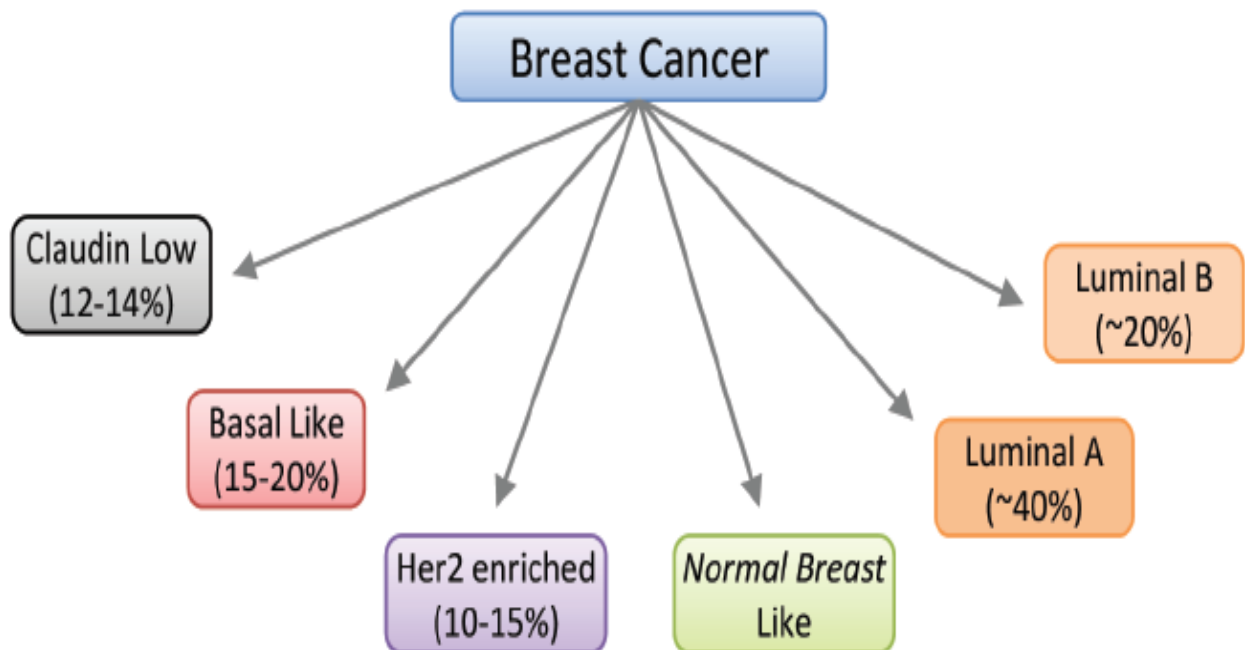 Breast Cancer
Claudin Low
(12-14%)
Basal Like
(15-20%)
Her2 enriched
(10-15%)
Normal Breast
Like
Luminal A
(~40%)
Luminal B
(~20%)